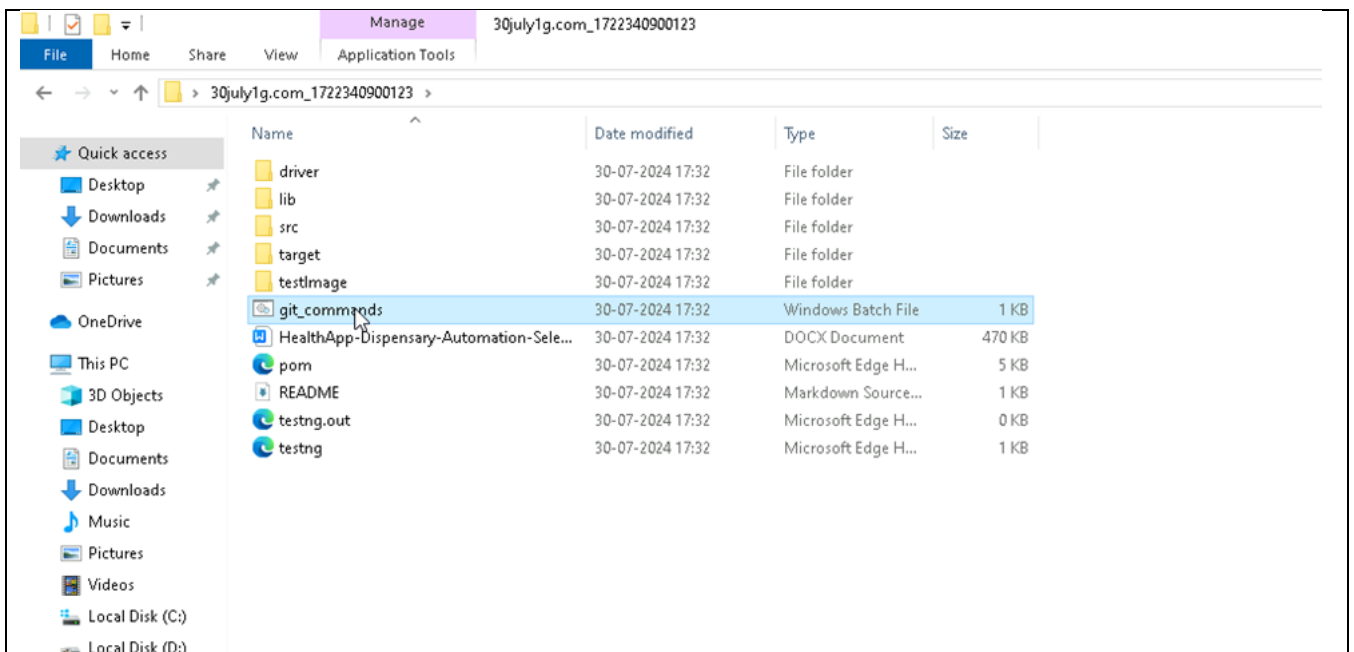 Manage 30july1g.com_1722340900123
File Home Share View Application Tools
30july1g.com_1722340900123
Name Date modified Type Size
Quick access
Desktop
Downloads
Documents
Pictures
OneDrive
This PC
3D Objects
Desktop
Documents
Downloads
Music
Pictures
Videos
Local Disk (C:)
Local Disk (D:)
driver 30-07-2024 17:32 File folder
lib 30-07-2024 17:32 File folder
src 30-07-2024 17:32 File folder
target 30-07-2024 17:32 File folder
testImage 30-07-2024 17:32 File folder
git_commands 30-07-2024 17:32 Windows Batch File 1 KB
HealthApp-Dispensary-Automation-Sele... 30-07-2024 17:32 DOCX Document 470 KB
pom 30-07-2024 17:32 Microsoft Edge H... 5 KB
README 30-07-2024 17:32 Markdown Source... 1 KB
testng.out 30-07-2024 17:32 Microsoft Edge H... 0 KB
testng 30-07-2024 17:32 Microsoft Edge H... 1 KB